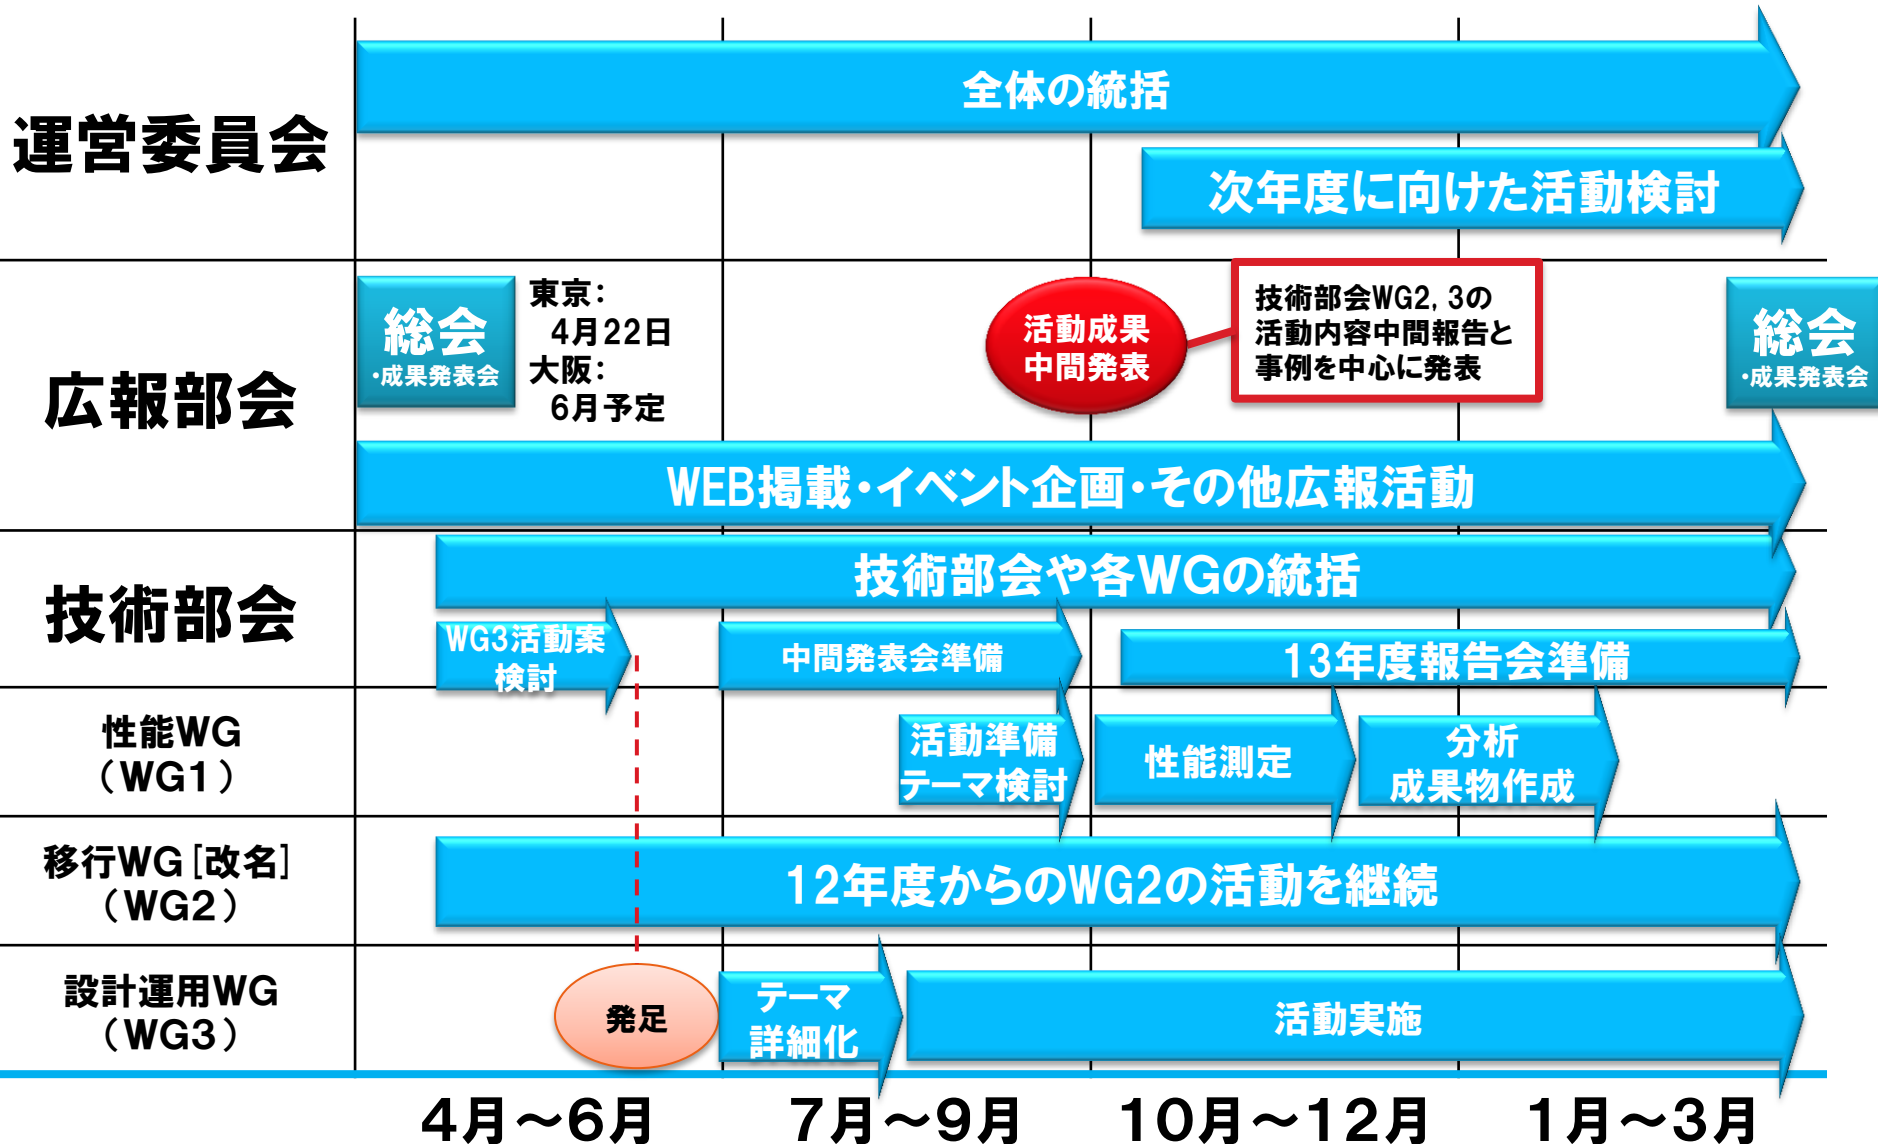 運営委員会
全体の統括
次年度に向けた活動検討
広報部会
総会
・成果発表会
東京：
4月22日
大阪：
6月予定
活動成果
中間発表
技術部会WG2，3の
活動内容中間報告と
事例を中心に発表
総会
・成果発表会
WEB掲載・イベント企画・その他広報活動
技術部会
技術部会や各WGの統括
WG3活動案
検討
中間発表会準備
13年度報告会準備
性能WG
（WG1）
活動準備
テーマ検討
性能測定
分析
成果物作成
移行WG［改名］
（WG2）
12年度からのWG2の活動を継続
設計運用WG
（WG3）
発足
テーマ
詳細化
活動実施
4月～6月
7月～9月
10月～12月
1月～3月